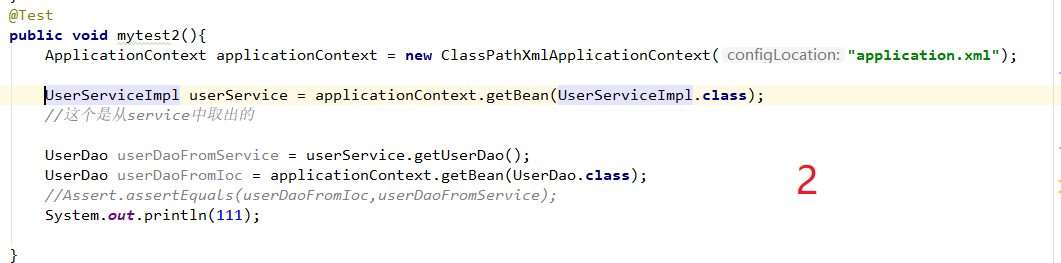 @Test
public void mytest2(){
ApplicationContext applicationContext = new ClassPathXmlApplicationContext( configLocation: "application.xml");
UserServiceImpl userService = applicationContext.getBean(UserServiceImpl.class);
//这个是从service中取出的
UserDao userDaoFromService = userService.getUserDao();
UserDao userDaoFromIoc = applicationContext.getBean(UserDao.class);
//Assert.assertEquals(userDaoFromIoc,userDaoFromService);
2
System.out.println(111);
}